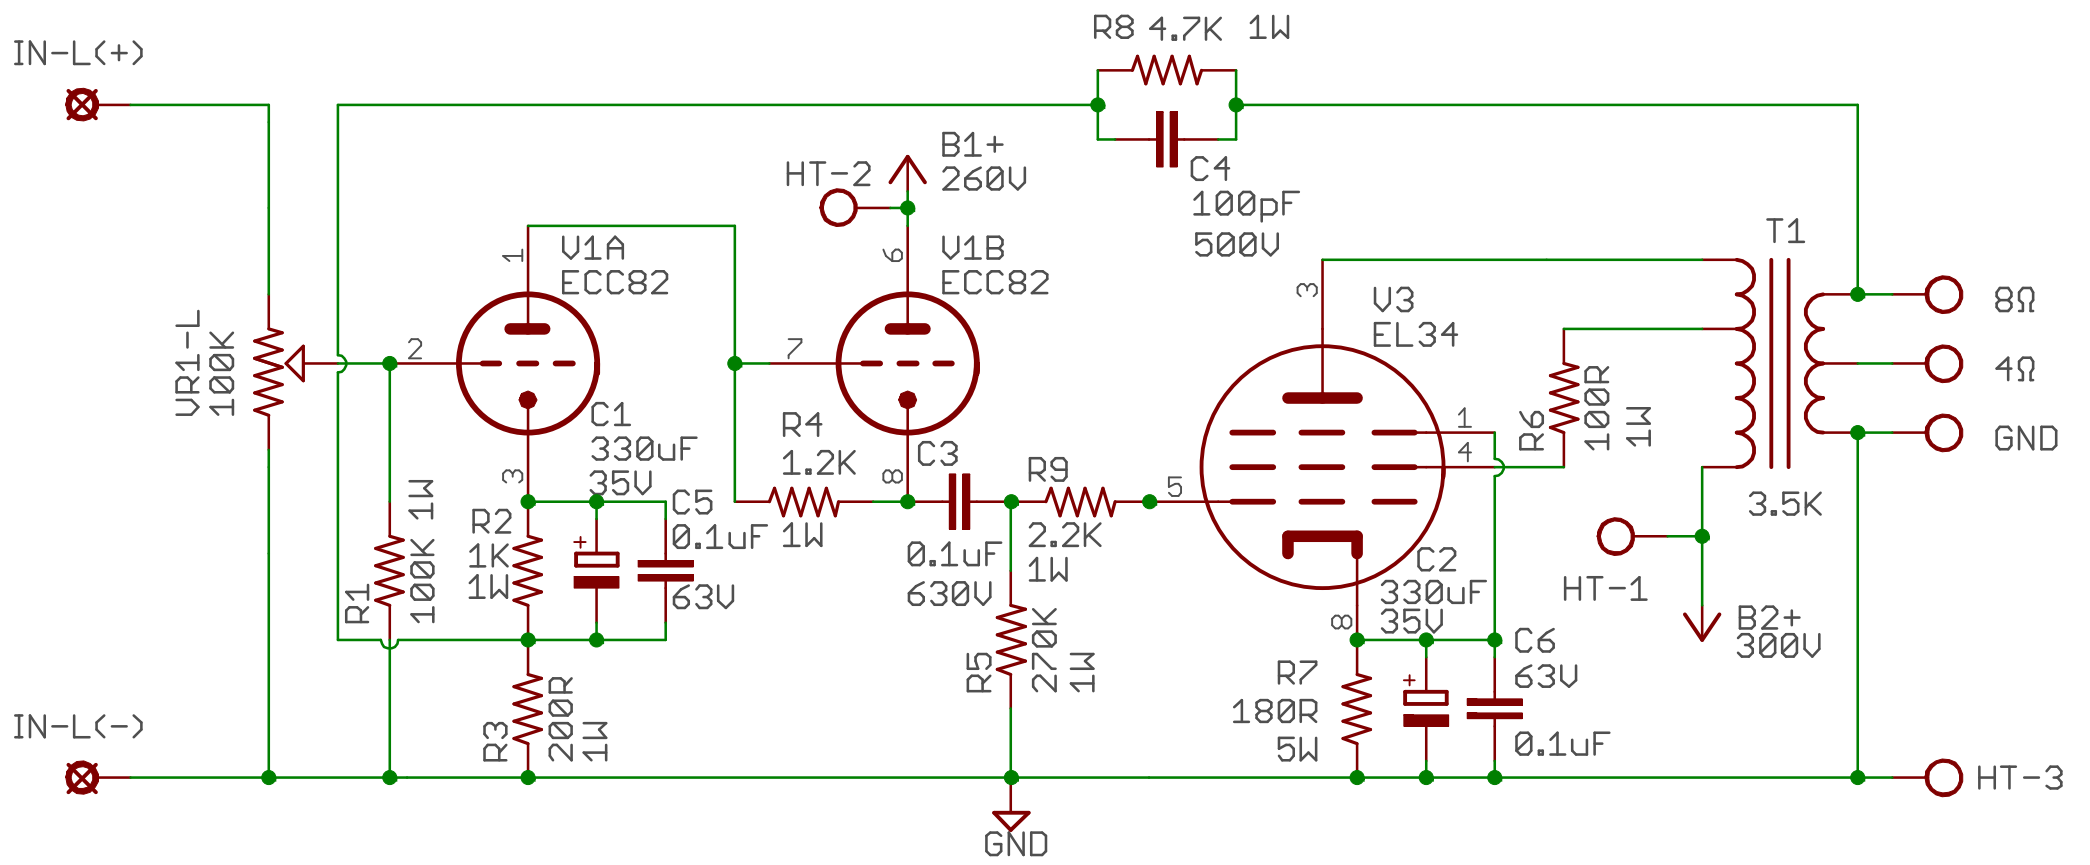 R8 4.7K 1W
IN-L(+)
B1+
260V
HT-2
C4
100pF
500V
T1
V1A
ECC82
V1B
ECC82
1
6
3
V3
EL34
8Ω
4Ω
GND
VR1-L
100K
2
7
C1
330uF
35V
R4
1.2K
1W
C3
0.1uF
630V
8
3
R9
2.2K
1W
5
1
4
R6
100R
1W
3.5K
R2
1K
1W
+
C5
0.1uF
63V
R1
100K 1W
C2
330uF
35V
8
HT-1
B2+
300V
R5
270K
1W
R7
180R
5W
+
C6
63V
0.1uF
R3
200R
1W
IN-L(-)
HT-3
GND